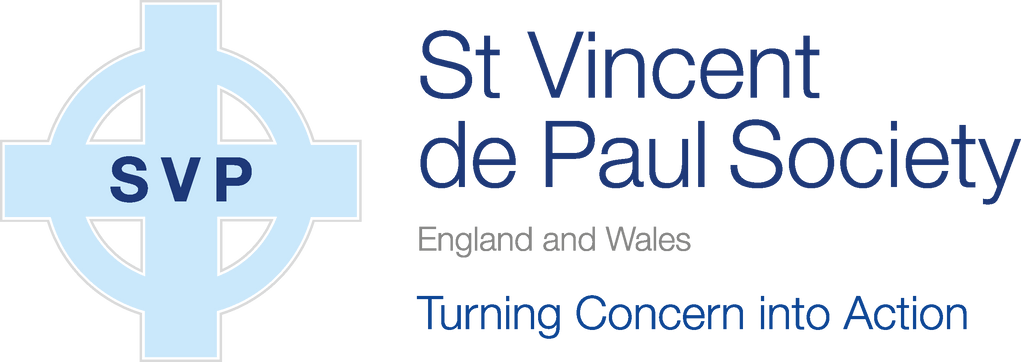 SVP
St Vincent
de Paul Society
England and Wales
Turning Concern into Action